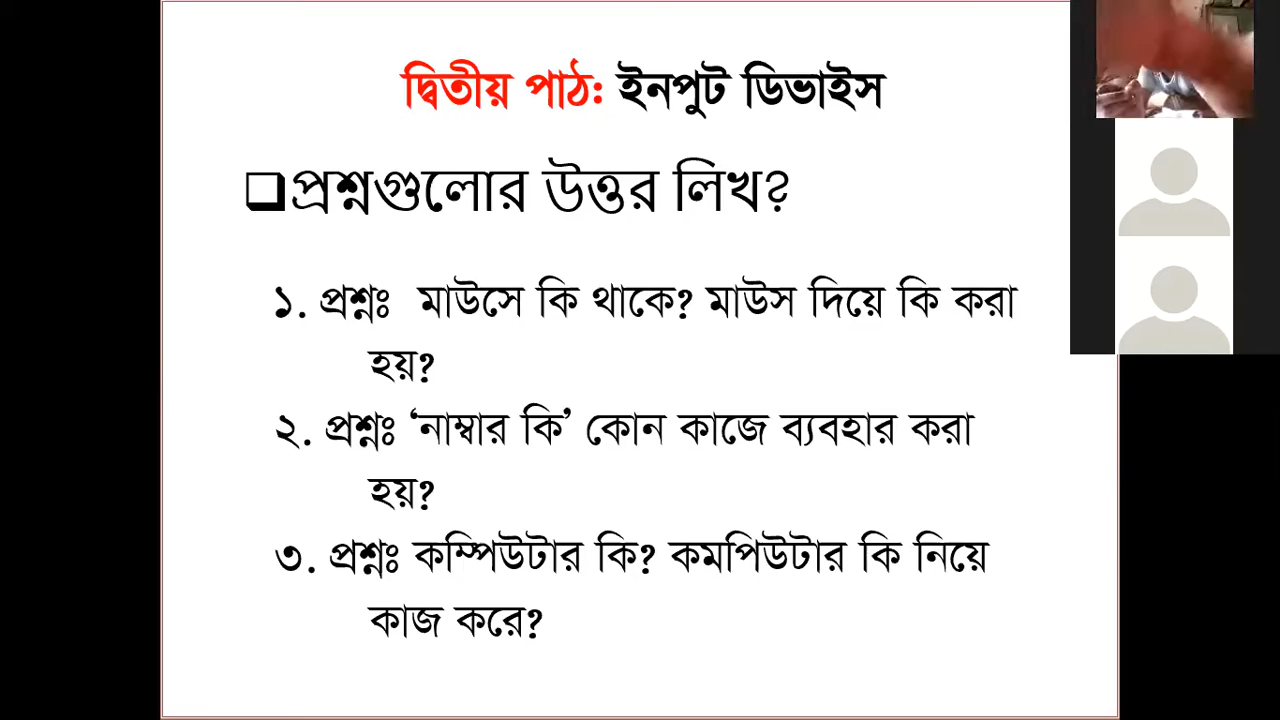 দ্বিতীয় পাঠ: ইনপুট ডিভাইস
প্রশ্নগুলোর উত্তর লিখ?
১. প্রশ্নঃ মাউসে কি থাকে? মাউস দিয়ে কি করা
হয়?
২. প্রশ্নঃ ‘নাম্বার কি’ কোন কাজে ব্যবহার করা
হয়?
৩. প্রশ্নঃ কম্পিউটার কি? কমপিউটার কি নিয়ে
কাজ করে?